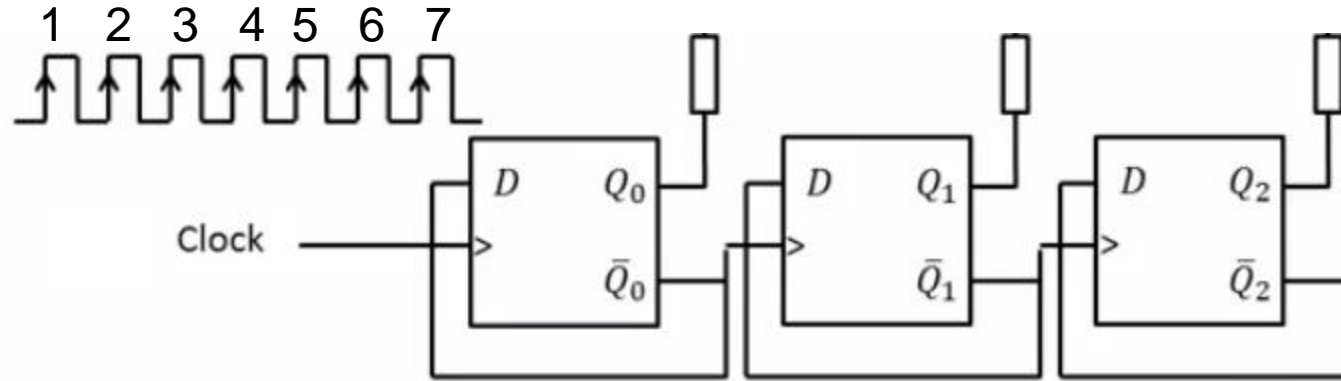 1 2 3 4 5 6 7
D Q₀ D Q₁ D Q₂
Clock > > >
Q̄₀ Q̄₁ Q̄₂